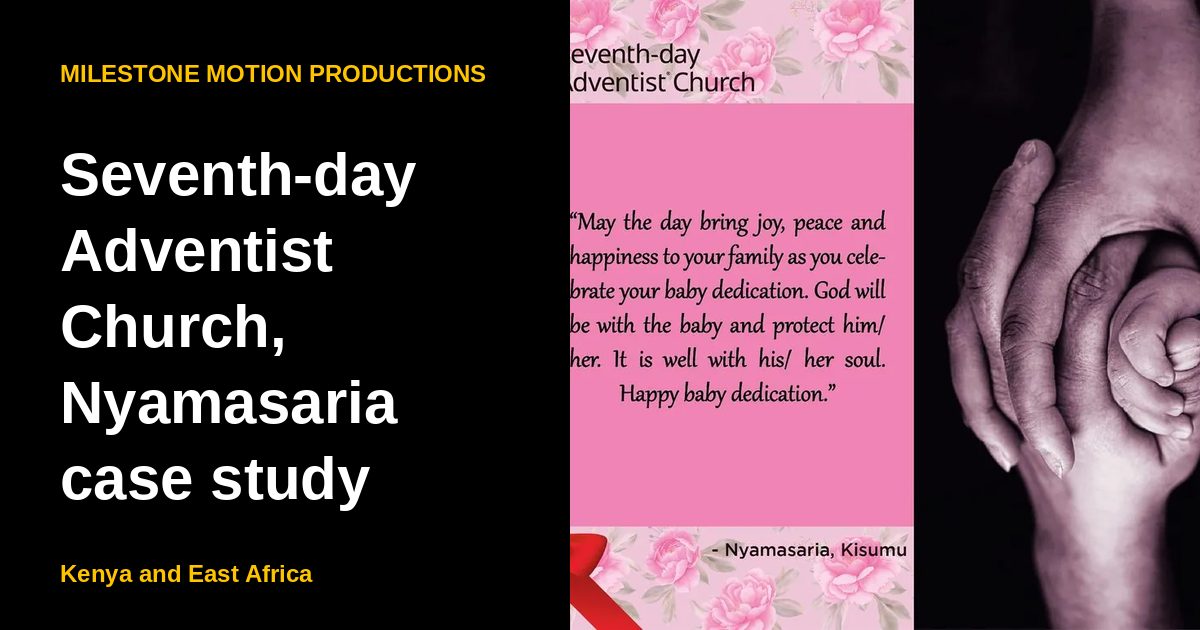 MILESTONE MOTION PRODUCTIONS
Seventh-day
Adventist
Church,
Nyamasaria
case study
Kenya and East Africa
eventh-day
dventist® Church
“May the day bring joy, peace and
happiness to your family as you cele-
brate your baby dedication. God will
be with the baby and protect him/
her. It is well with his/ her soul.
Happy baby dedication.”
- Nyamasaria, Kisumu